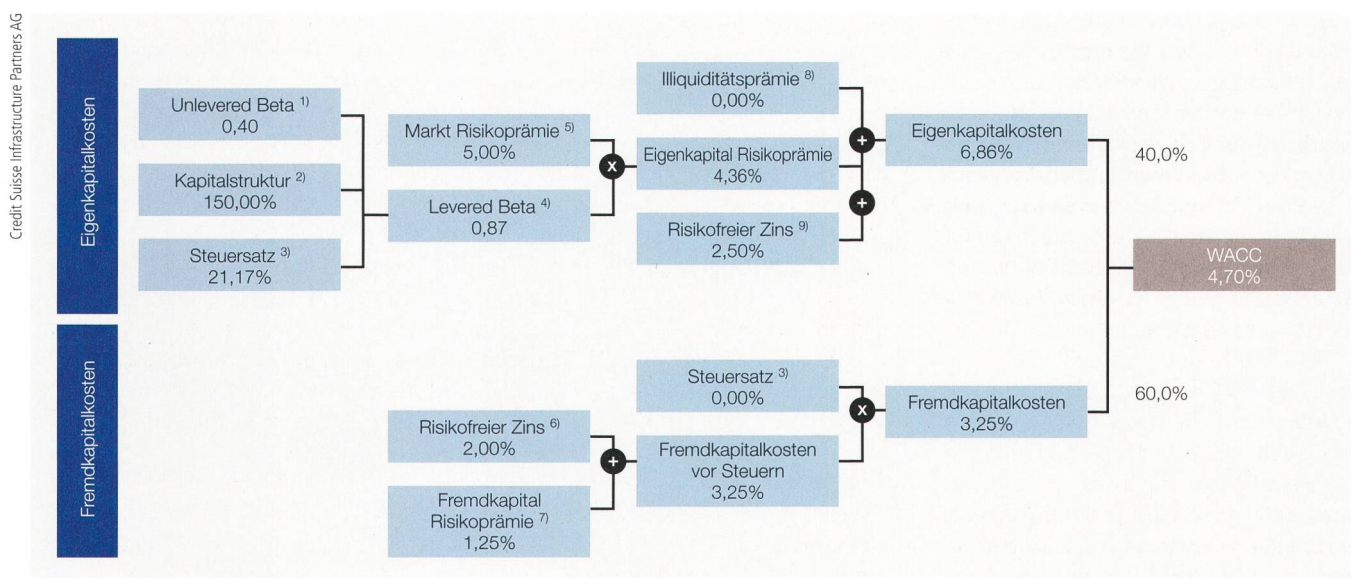 Credit Suisse Infrastructure Partners AG
Eigenkapitalkosten
Unlevered Beta 1)
0,40
Kapitalstruktur 2)
150,00%
Steuersatz 3)
21,17%
Markt Risikoprämie 5)
5,00%
Levered Beta 4)
0,87
Illiquiditätsprämie 8)
0,00%
Eigenkapital Risikoprämie
4,36%
Risikofreier Zins 9)
2,50%
x
+
+
Eigenkapitalkosten
6,86%
40,0%
WACC
4,70%
Fremdkapitalkosten
Risikofreier Zins 6)
2,00%
Fremdkapital
Risikoprämie 7)
1,25%
+
Steuersatz 3)
0,00%
Fremdkapitalkosten
vor Steuern
3,25%
x
Fremdkapitalkosten
3,25%
60,0%